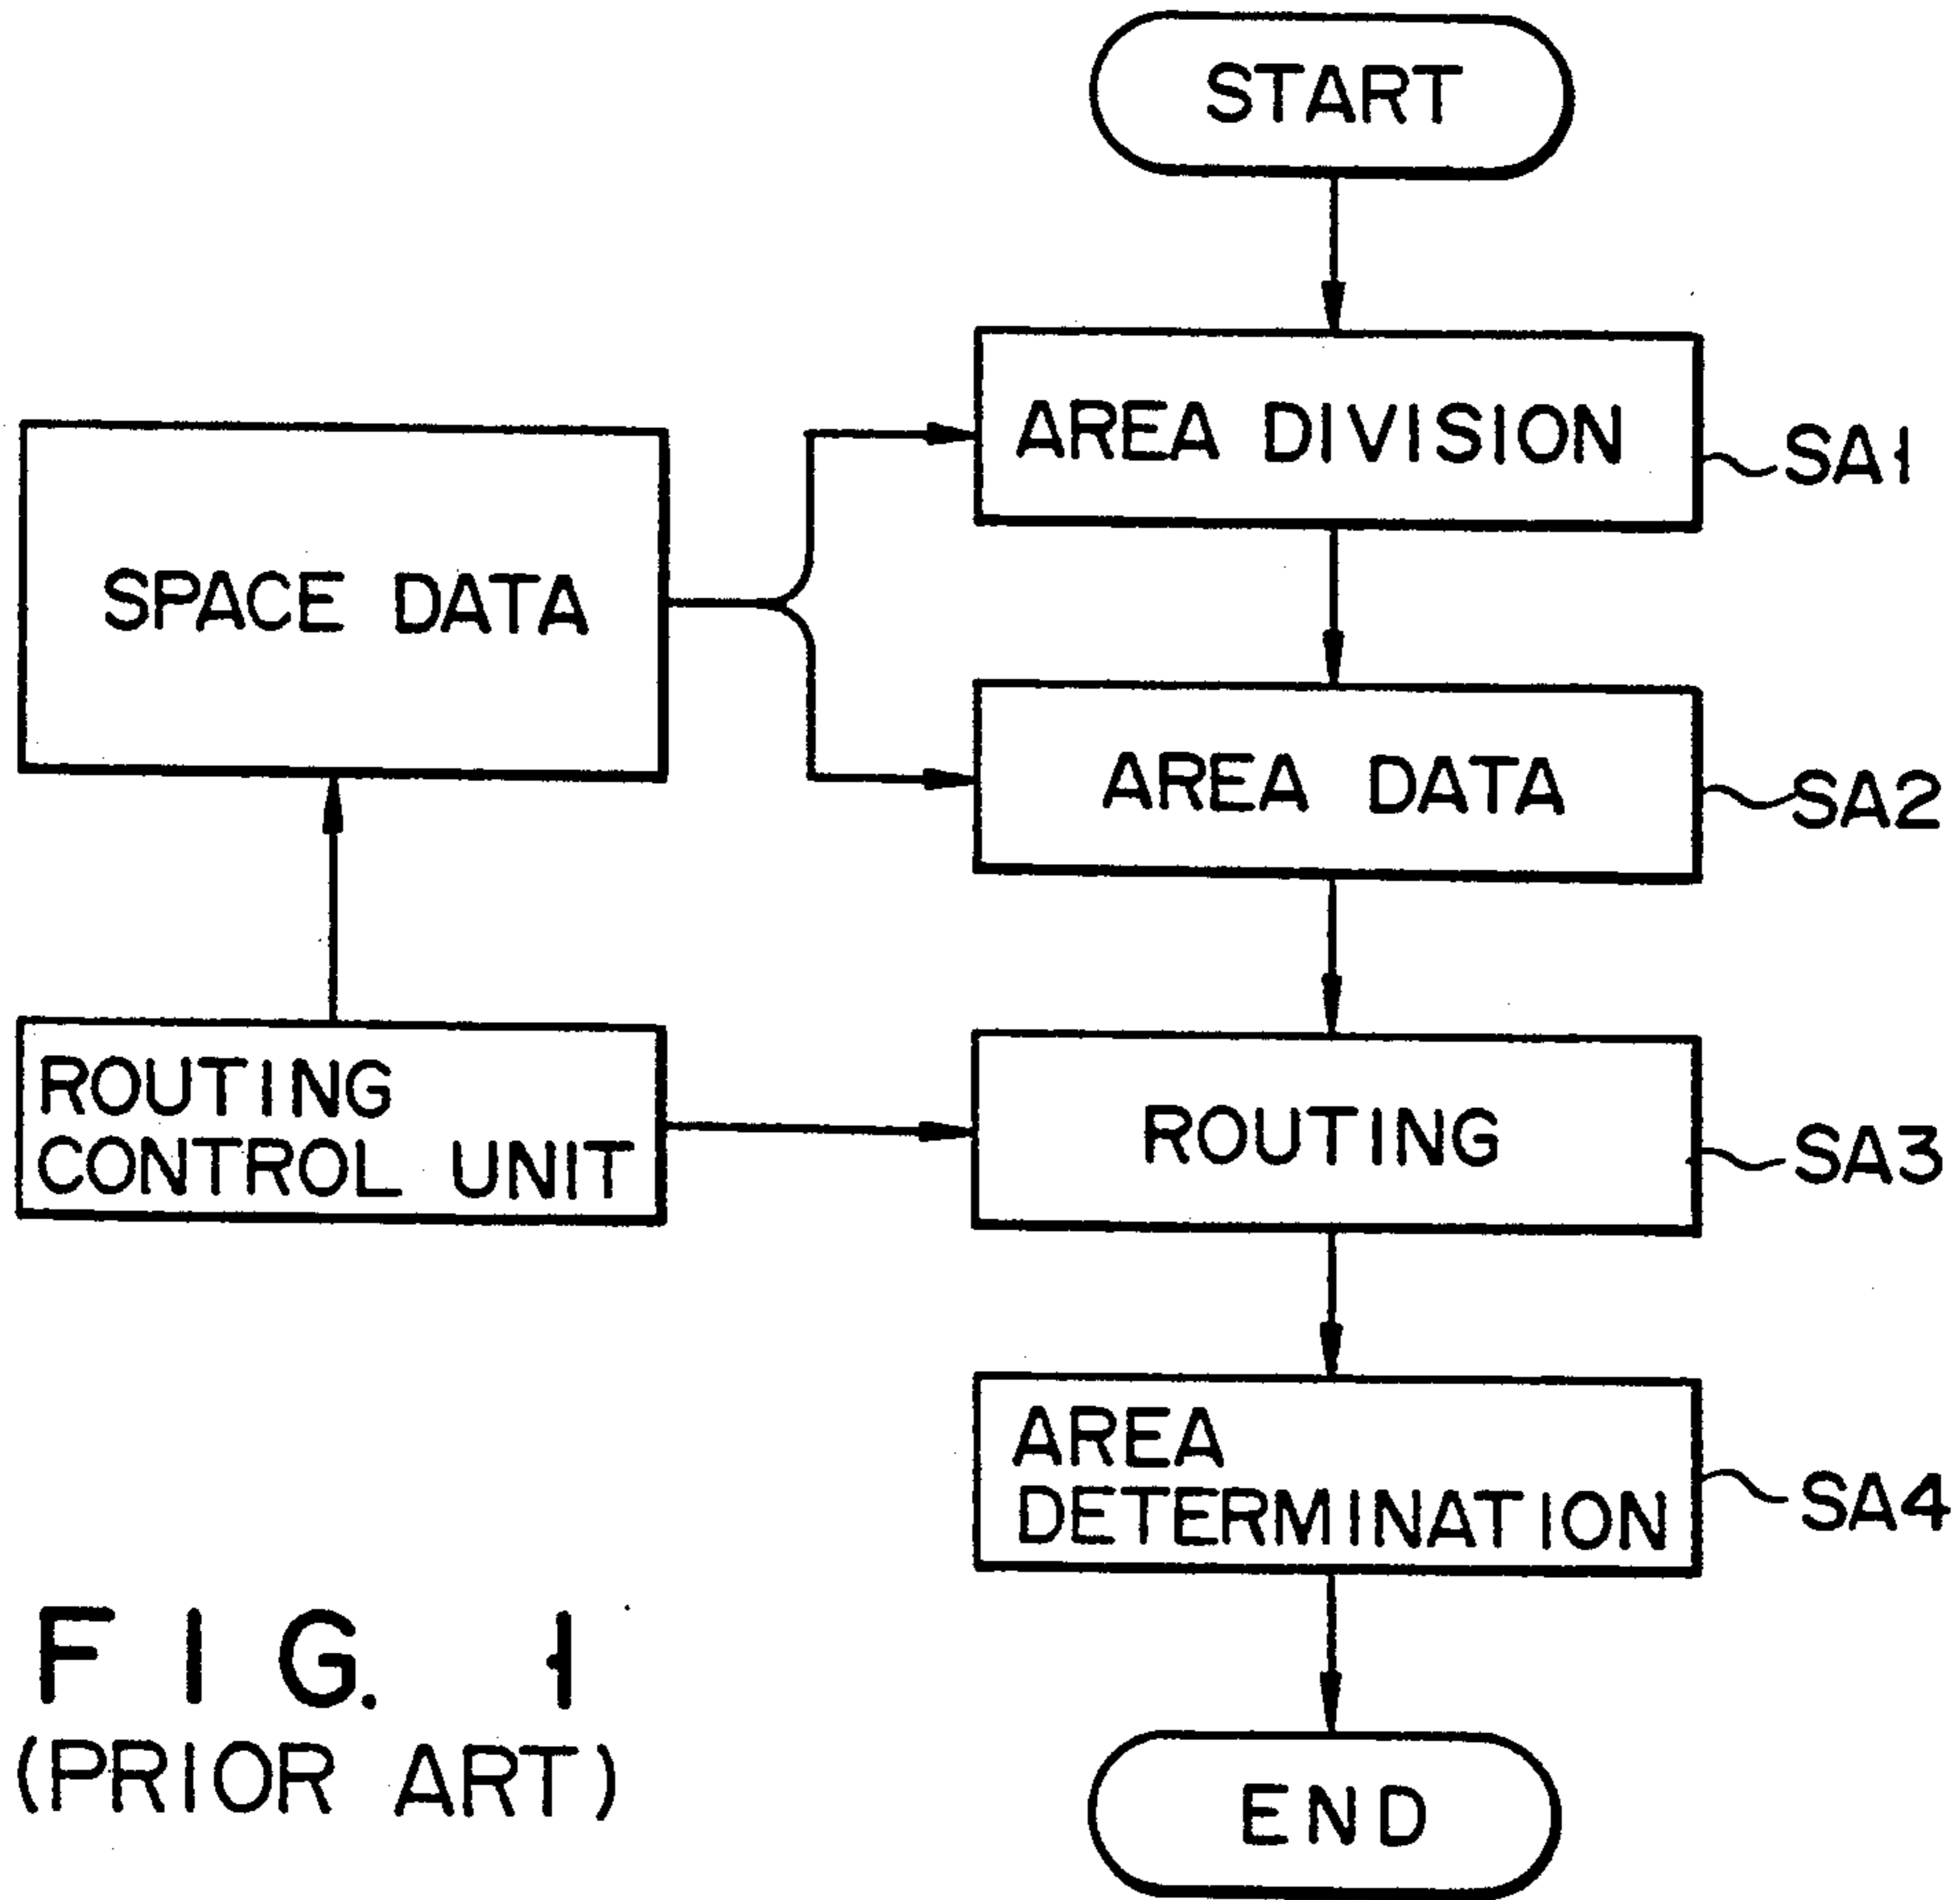 START
AREA DIVISION
SA1
SPACE DATA
AREA DATA
SA2
ROUTING
CONTROL UNIT
ROUTING
SA3
AREA
DETERMINATION
SA4
FIG. 1
(PRIOR ART)
END